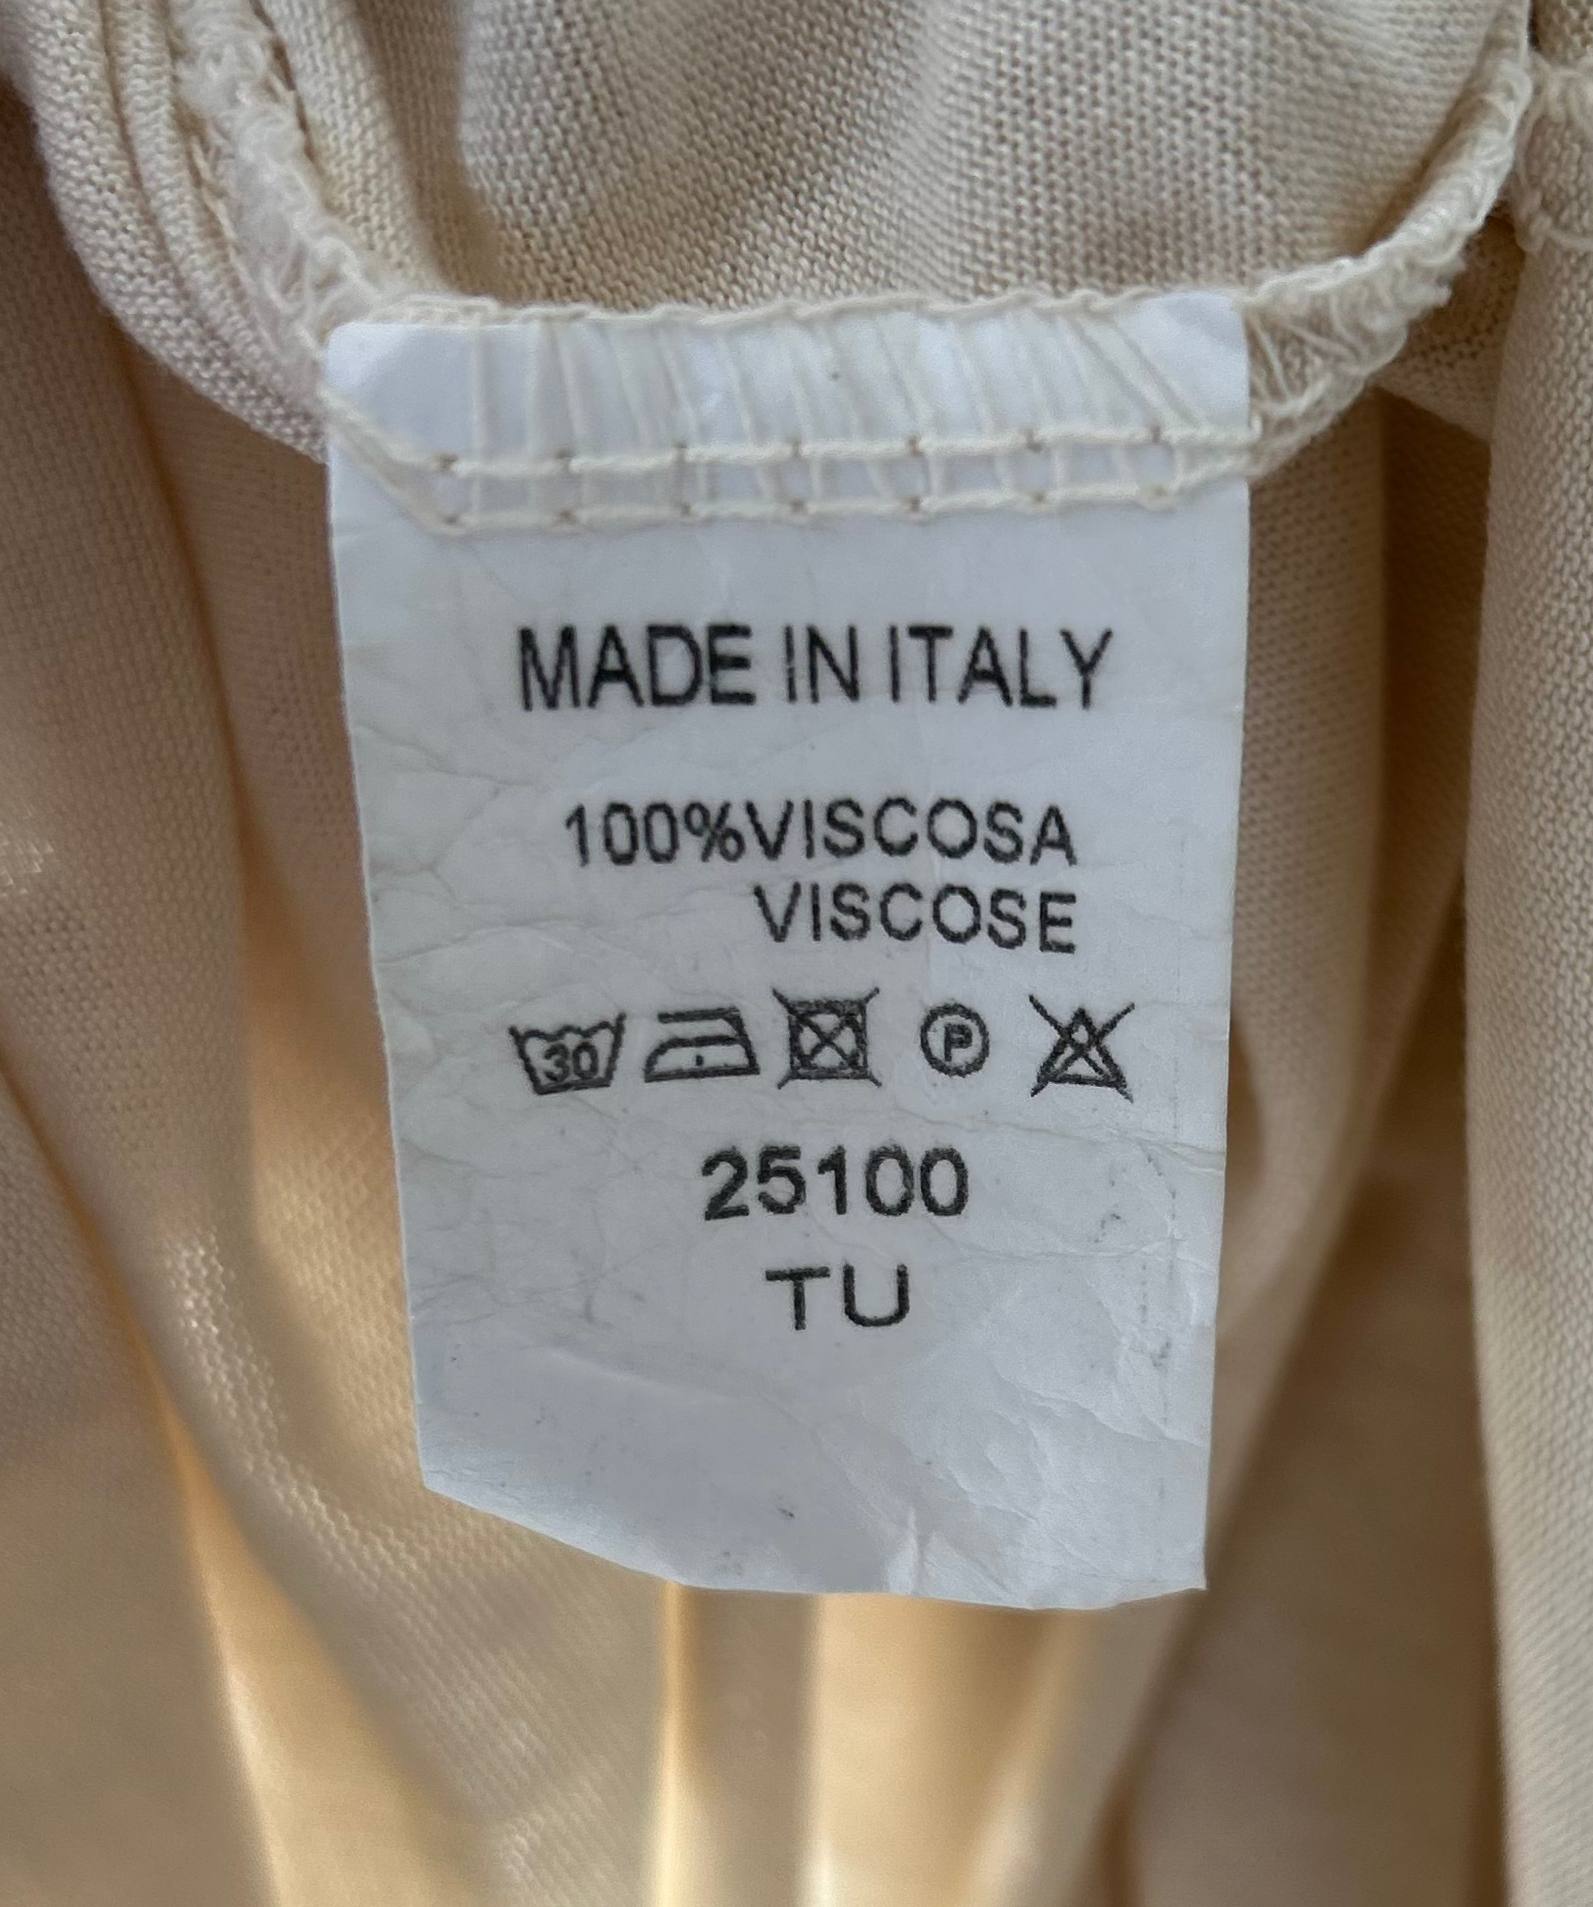 MADE IN ITALY
100%VISCOSA
VISCOSE
30 P
25100
TU